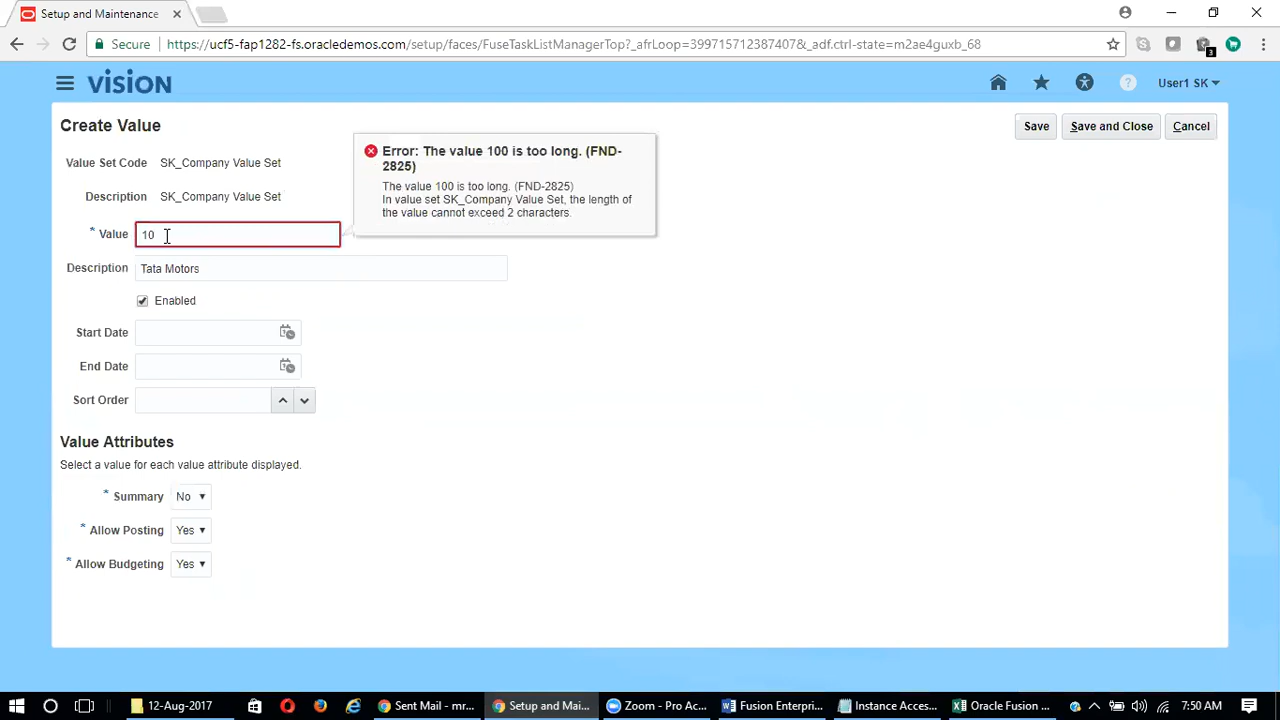 Setup and Maintenance
Secure
https://ucf5-fap1282-fs.oracledemos.com/setup/faces/FuseTaskListManagerTop?_afrLoop=399715712387407&_adf.ctrl-state=m2ae4guxb_68
3
VISION
User1 SK
Create Value
Save
Save and Close
Cancel
Value Set Code SK_Company Value Set
Description SK_Company Value Set
* Value 10
Error: The value 100 is too long. (FND-
2825)
The value 100 is too long. (FND-2825)
In value set SK_Company Value Set, the length of
the value cannot exceed 2 characters.
Description Tata Motors
Enabled
Start Date
End Date
Sort Order
Value Attributes
Select a value for each value attribute displayed.
* Summary No
* Allow Posting Yes
* Allow Budgeting Yes
12-Aug-2017
Sent Mail - mr...
Setup and Mai...
Zoom - Pro Ac...
Fusion Enterpri...
Instance Access...
Oracle Fusion ...
7:50 AM